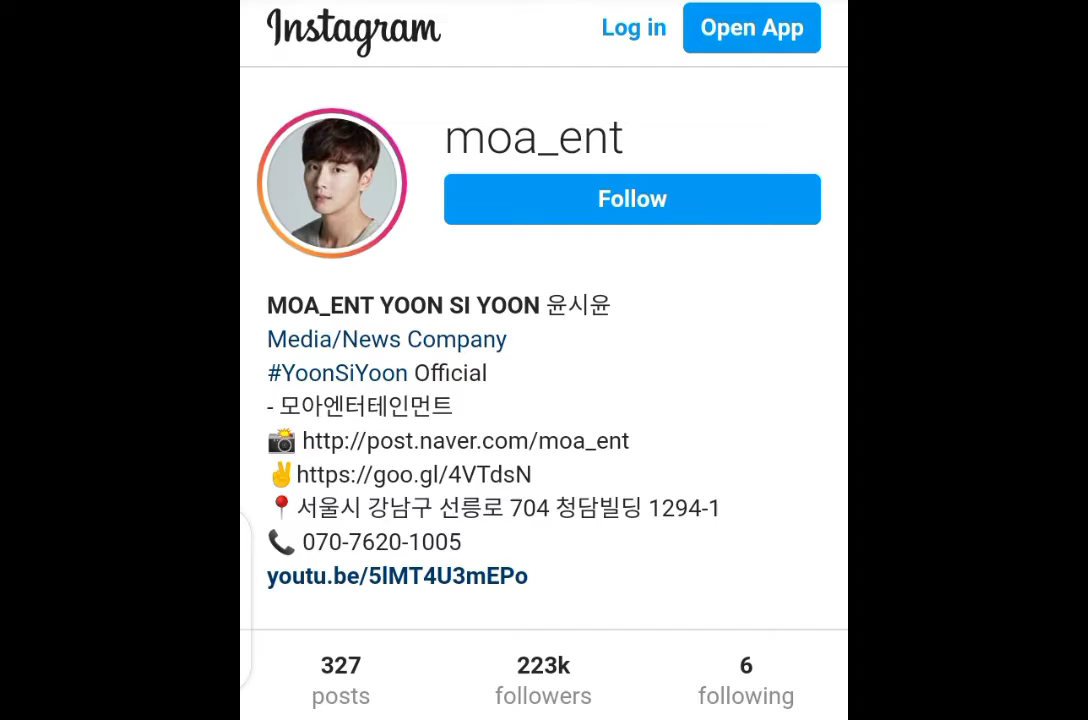 Instagram
Log in
Open App
moa_ent
Follow
MOA_ENT YOON SI YOON 윤시윤
Media/News Company
#YoonSiYoon Official
- 모아엔터테인먼트
📸 http://post.naver.com/moa_ent
✌️https://goo.gl/4VTdsN
📍서울시 강남구 선릉로 704 청담빌딩 1294-1
📞 070-7620-1005
youtu.be/5lMT4U3mEPo
327 223k 6
posts followers following